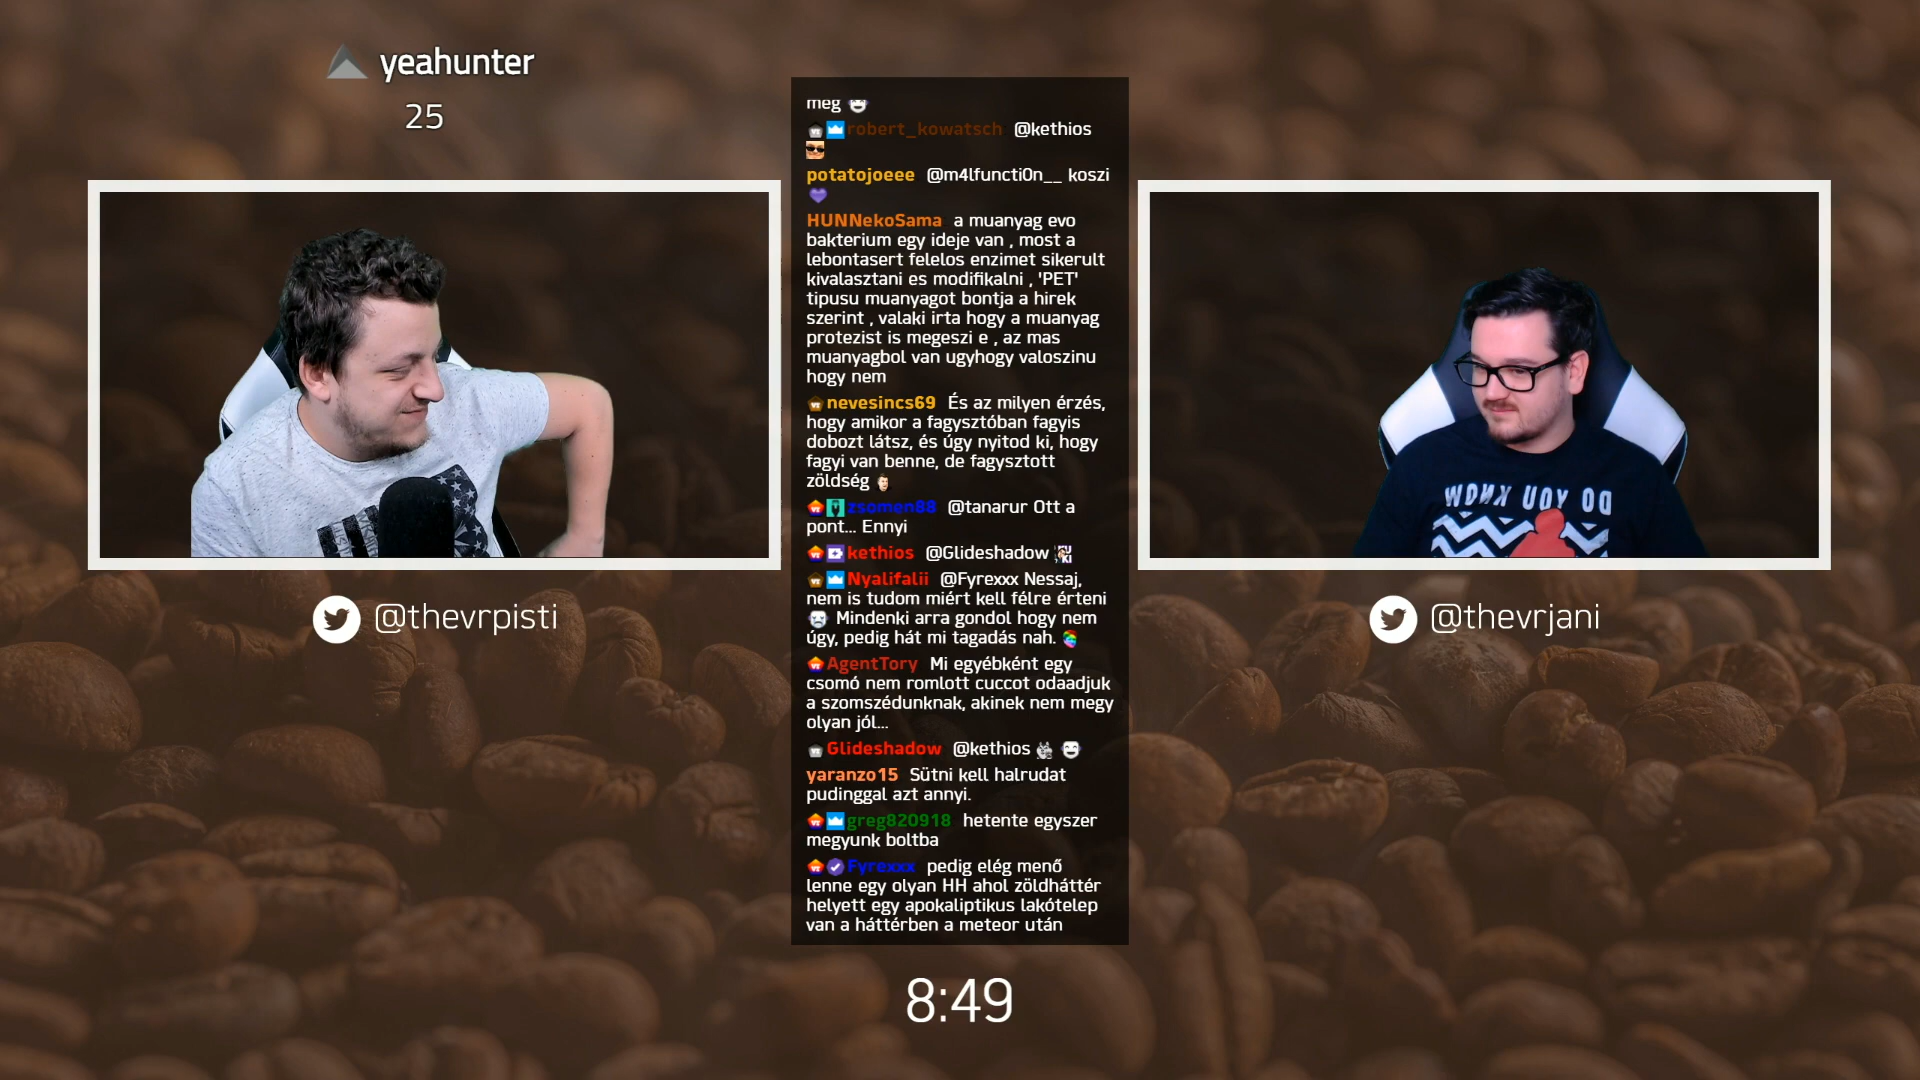 yeahunter
25
meg
robert_kowatsch @kethios
potatojoeee @m4lfuncti0n__ koszi
HUNNekoSama a muanyag evo
bakterium egy ideje van , most a
lebontasert felelos enzimet sikerult
kivalasztani es modifikalni , 'PET'
tipusu muanyagot bontja a hirek
szerint , valaki irta hogy a muanyag
protezist is megeszi e , az mas
muanyagbol van ugyhogy valoszinu
hogy nem
nevesincs69 És az milyen érzés,
hogy amikor a fagysztóban fagyis
dobozt látsz, és úgy nyitod ki, hogy
fagyi van benne, de fagysztott
zöldség
zsomen88 @tanarur Ott a
pont... Ennyi
kethios @Glideshadow
Nyalifalii @Fyrexxx Nessaj,
nem is tudom miért kell félre érteni
Mindenki arra gondol hogy nem
úgy, pedig hát mi tagadás nah.
AgentTory Mi egyébként egy
csomó nem romlott cuccot odaadjuk
a szomszédunknak, akinek nem megy
olyan jól...
Glideshadow @kethios
yaranzo15 Sütni kell halrudat
pudinggal azt annyi.
greg820918 hetente egyszer
megyunk boltba
Fyrexxx pedig elég menő
lenne egy olyan HH ahol zöldháttér
helyett egy apokaliptikus lakótelep
van a háttérben a meteor után
8:49
@thevrpisti
DO YOU KNOW
@thevrjani